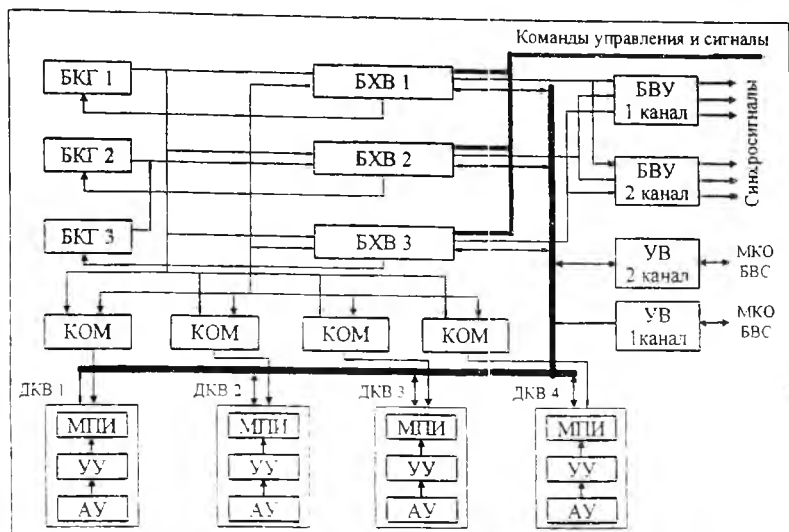 Команды управления и сигналы
БКГ 1
БХВ 1
БВУ
1 канал
БКГ 2
БХВ 2
БВУ
2 канал
Синхросигналы
БКГ 3
БХВ 3
УВ
2 канал
МКО
БВС
КОМ
КОМ
КОМ
КОМ
УВ
1канал
МКО
БВС
ДКВ 1
ДКВ 2
ДКВ 3
ДКВ 4
МПИ
МПИ
МПИ
МПИ
УУ
УУ
УУ
УУ
АУ
АУ
АУ
АУ